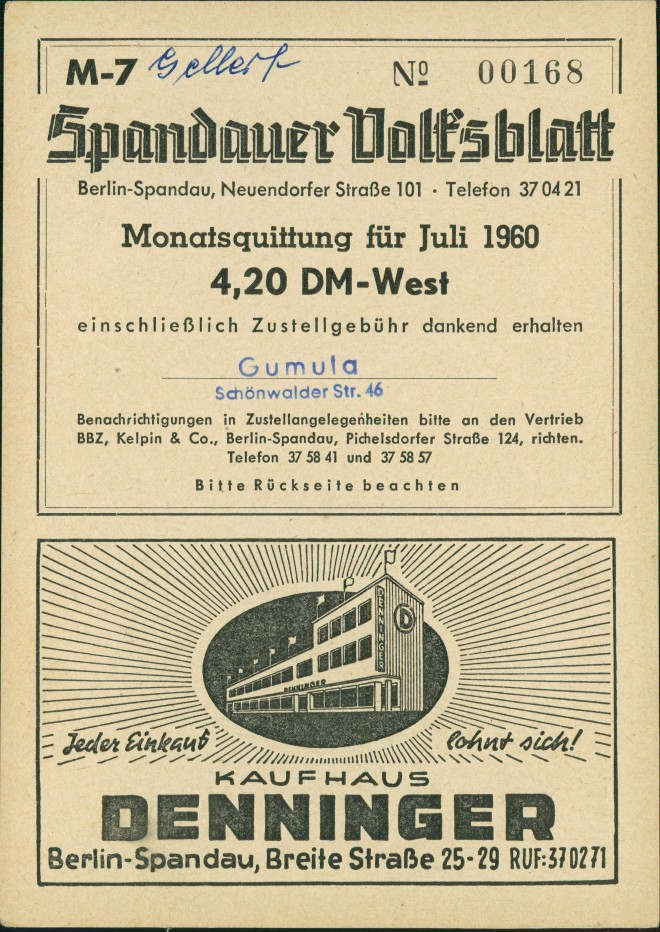 M-7 Gellert Nº 00168
Spandauer Volksblatt
Berlin-Spandau, Neuendorfer Straße 101 · Telefon 37 04 21
Monatsquittung für Juli 1960
4,20 DM-West
einschließlich Zustellgebühr dankend erhalten
Gumula
Schönwalder Str. 46
Benachrichtigungen in Zustellangelegenheiten bitte an den Vertrieb
BBZ, Kelpin & Co., Berlin-Spandau, Pichelsdorfer Straße 124, richten.
Telefon 37 58 41 und 37 58 57
Bitte Rückseite beachten
DENNINGER
D
DENNINGER
Jeder Einkauf lohnt sich!
KAUFHAUS
DENNINGER
Berlin-Spandau, Breite Straße 25-29 RUF: 37 02 71